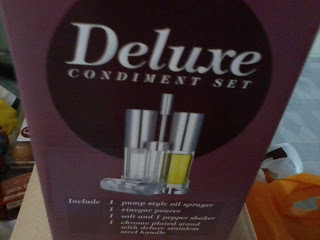 Deluxe
CONDIMENT SET
Include 1 pump style oil sprayer
1 vinegar pourer
1 salt and 1 pepper shaker
1 chrome plated stand
with deluxe stainless
steel handle